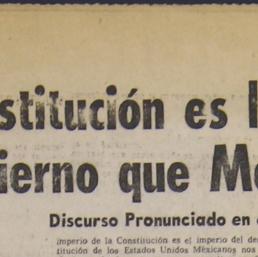 stitución es l
ierno que M
Discurso Pronunciado en
imperio de la Constitución es el imperio del de
titución de los Estados Unidos Mexicanos nos